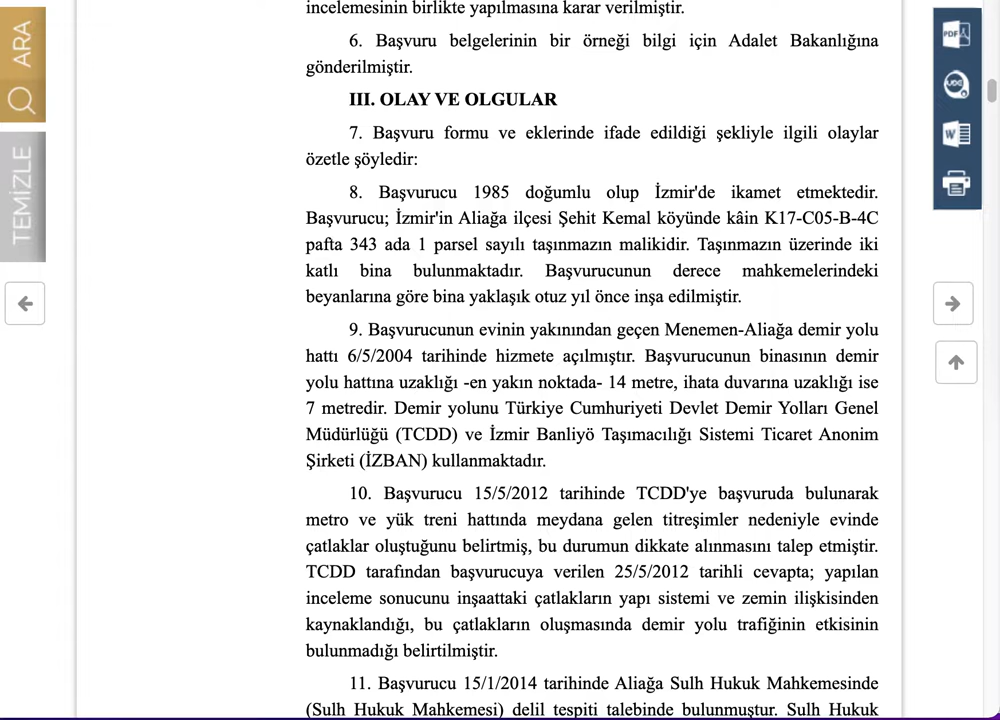 incelemesinin birlikte yapılmasına karar verilmiştir.
6. Başvuru belgelerinin bir örneği bilgi için Adalet Bakanlığına
gönderilmiştir.
III. OLAY VE OLGULAR
7. Başvuru formu ve eklerinde ifade edildiği şekliyle ilgili olaylar
özetle şöyledir:
8. Başvurucu 1985 doğumlu olup İzmir'de ikamet etmektedir.
Başvurucu; İzmir'in Aliağa ilçesi Şehit Kemal köyünde kâin K17-C05-B-4C
pafta 343 ada 1 parsel sayılı taşınmazın malikidir. Taşınmazın üzerinde iki
katlı bina bulunmaktadır. Başvurucunun derece mahkemelerindeki
beyanlarına göre bina yaklaşık otuz yıl önce inşa edilmiştir.
9. Başvurucunun evinin yakınından geçen Menemen-Aliağa demir yolu
hattı 6/5/2004 tarihinde hizmete açılmıştır. Başvurucunun binasının demir
yolu hattına uzaklığı -en yakın noktada- 14 metre, ihata duvarına uzaklığı ise
7 metredir. Demir yolunu Türkiye Cumhuriyeti Devlet Demir Yolları Genel
Müdürlüğü (TCDD) ve İzmir Banliyö Taşımacılığı Sistemi Ticaret Anonim
Şirketi (İZBAN) kullanmaktadır.
10. Başvurucu 15/5/2012 tarihinde TCDD'ye başvuruda bulunarak
metro ve yük treni hattında meydana gelen titreşimler nedeniyle evinde
çatlaklar oluştuğunu belirtmiş, bu durumun dikkate alınmasını talep etmiştir.
TCDD tarafından başvurucuya verilen 25/5/2012 tarihli cevapta; yapılan
inceleme sonucunu inşaattaki çatlakların yapı sistemi ve zemin ilişkisinden
kaynaklandığı, bu çatlakların oluşmasında demir yolu trafiğinin etkisinin
bulunmadığı belirtilmiştir.
11. Başvurucu 15/1/2014 tarihinde Aliağa Sulh Hukuk Mahkemesinde
(Sulh Hukuk Mahkemesi) delil tespiti talebinde bulunmuştur. Sulh Hukuk
ARA
TEMİZLE
PDF
UDF
W